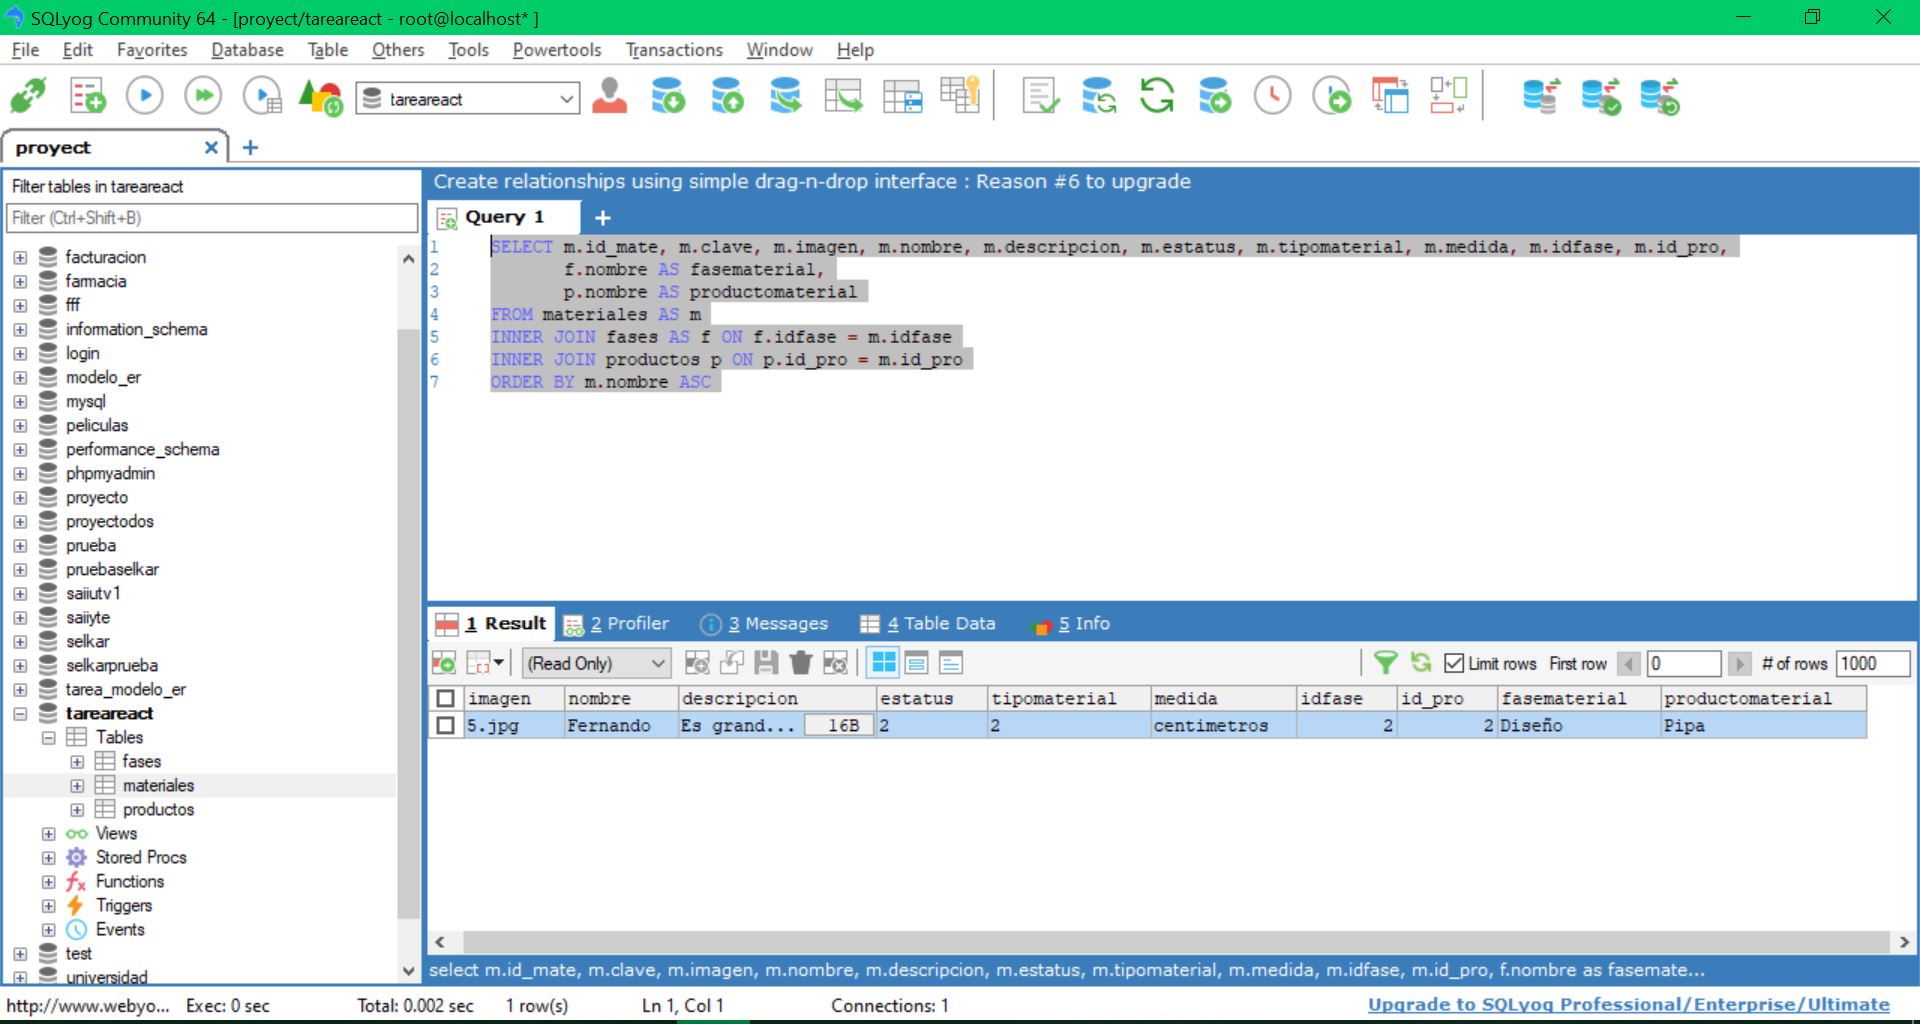 SQLyog Community 64 - [proyect/tareareact - root@localhost* ]
File Edit Favorites Database Table Others Tools Powertools Transactions Window Help
tareareact
proyect
Filter tables in tareareact
Filter (Ctrl+Shift+B)
facturacion
farmacia
fff
information_schema
login
modelo_er
mysql
peliculas
performance_schema
phpmyadmin
proyecto
proyectodos
prueba
pruebaselkar
saiiutv1
saiiyte
selkar
selkarprueba
tarea_modelo_er
tareareact
Tables
fases
materiales
productos
Views
Stored Procs
Functions
Triggers
Events
test
universidad
Create relationships using simple drag-n-drop interface : Reason #6 to upgrade
Query 1
1 SELECT m.id_mate, m.clave, m.imagen, m.nombre, m.descripcion, m.estatus, m.tipomaterial, m.medida, m.idfase, m.id_pro,
2 f.nombre AS fasematerial,
3 p.nombre AS productomaterial
4 FROM materiales AS m
5 INNER JOIN fases AS f ON f.idfase = m.idfase
6 INNER JOIN productos p ON p.id_pro = m.id_pro
7 ORDER BY m.nombre ASC
1 Result 2 Profiler 3 Messages 4 Table Data 5 Info
(Read Only) Limit rows First row 0 # of rows 1000
imagen nombre descripcion estatus tipomaterial medida idfase id_pro fasematerial productomaterial
5.jpg Fernando Es grand... 16B 2 2 centimetros 2 2 Diseño Pipa
select m.id_mate, m.clave, m.imagen, m.nombre, m.descripcion, m.estatus, m.tipomaterial, m.medida, m.idfase, m.id_pro, f.nombre as fasemate...
http://www.webyo... Exec: 0 sec Total: 0.002 sec 1 row(s) Ln 1, Col 1 Connections: 1 Upgrade to SQLyog Professional/Enterprise/Ultimate